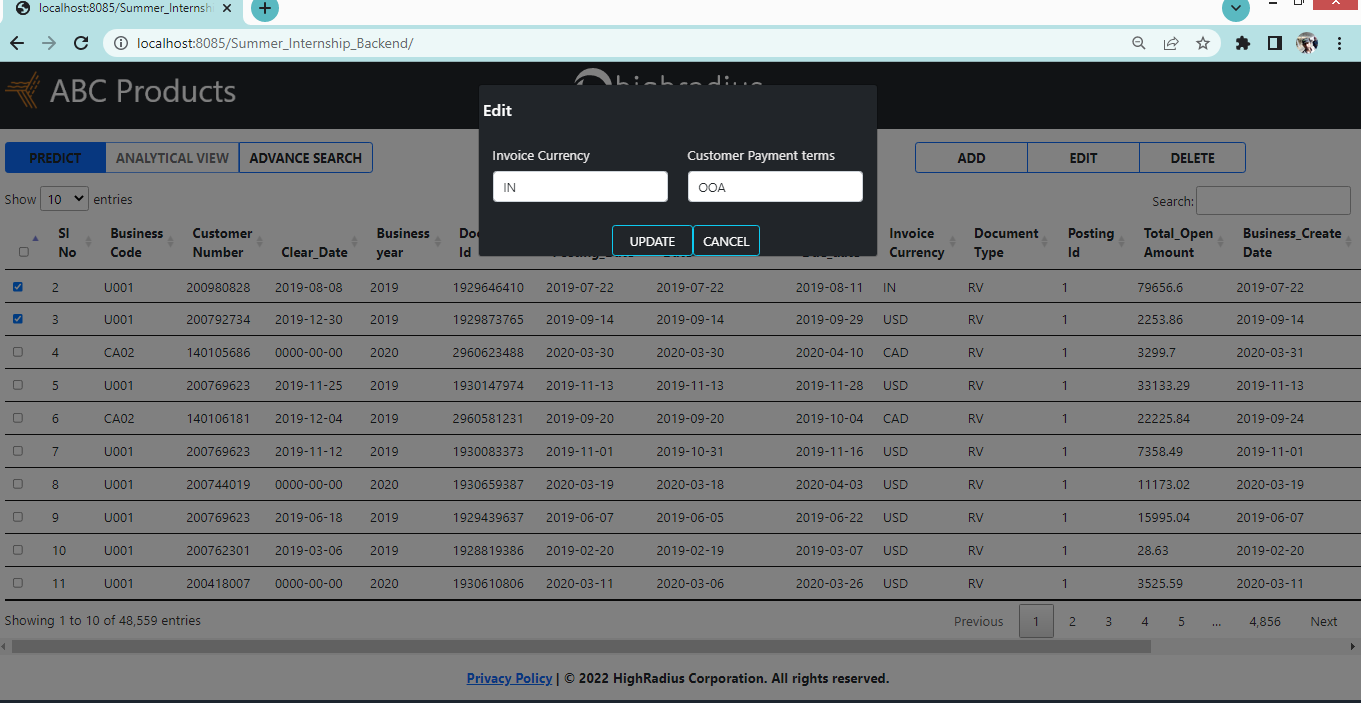 localhost:8085/Summer_Internsh
localhost:8085/Summer_Internship_Backend/
ABC Products
highradius
Edit
Invoice Currency Customer Payment terms
IN OOA
UPDATE CANCEL
PREDICT ANALYTICAL VIEW ADVANCE SEARCH ADD EDIT DELETE
Show 10 entries Search:
Sl No Business Code Customer Number Clear_Date Business year Id Invoice Currency Document Type Posting Id Total_Open Amount Business_Create Date
2 U001 200980828 2019-08-08 2019 1929646410 2019-07-22 2019-07-22 2019-08-11 IN RV 1 79656.6 2019-07-22
3 U001 200792734 2019-12-30 2019 1929873765 2019-09-14 2019-09-14 2019-09-29 USD RV 1 2253.86 2019-09-14
4 CA02 140105686 0000-00-00 2020 2960623488 2020-03-30 2020-03-30 2020-04-10 CAD RV 1 3299.7 2020-03-31
5 U001 200769623 2019-11-25 2019 1930147974 2019-11-13 2019-11-13 2019-11-28 USD RV 1 33133.29 2019-11-13
6 CA02 140106181 2019-12-04 2019 2960581231 2019-09-20 2019-09-20 2019-10-04 CAD RV 1 22225.84 2019-09-24
7 U001 200769623 2019-11-12 2019 1930083373 2019-11-01 2019-10-31 2019-11-16 USD RV 1 7358.49 2019-11-01
8 U001 200744019 0000-00-00 2020 1930659387 2020-03-19 2020-03-18 2020-04-03 USD RV 1 11173.02 2020-03-19
9 U001 200769623 2019-06-18 2019 1929439637 2019-06-07 2019-06-05 2019-06-22 USD RV 1 15995.04 2019-06-07
10 U001 200762301 2019-03-06 2019 1928819386 2019-02-20 2019-02-19 2019-03-07 USD RV 1 28.63 2019-02-20
11 U001 200418007 0000-00-00 2020 1930610806 2020-03-11 2020-03-06 2020-03-26 USD RV 1 3525.59 2020-03-11
Showing 1 to 10 of 48,559 entries Previous 1 2 3 4 5 ... 4,856 Next
Privacy Policy | © 2022 HighRadius Corporation. All rights reserved.